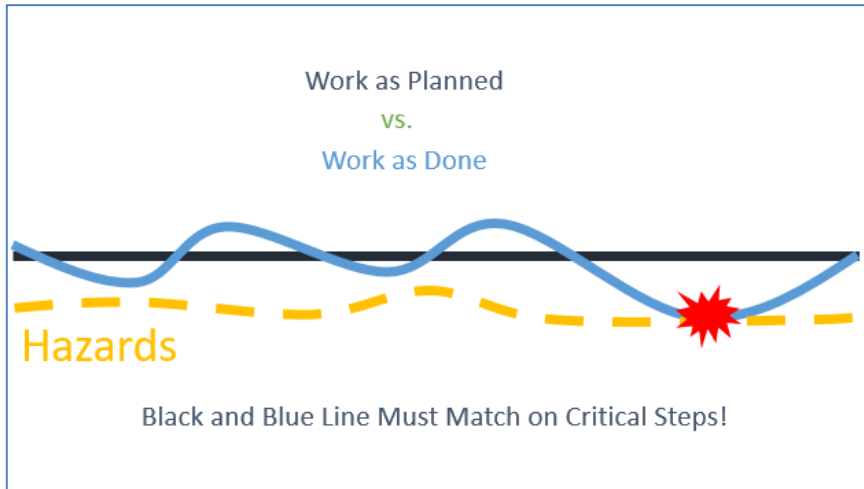 Work as Planned
vs.
Work as Done
Hazards
Black and Blue Line Must Match on Critical Steps!